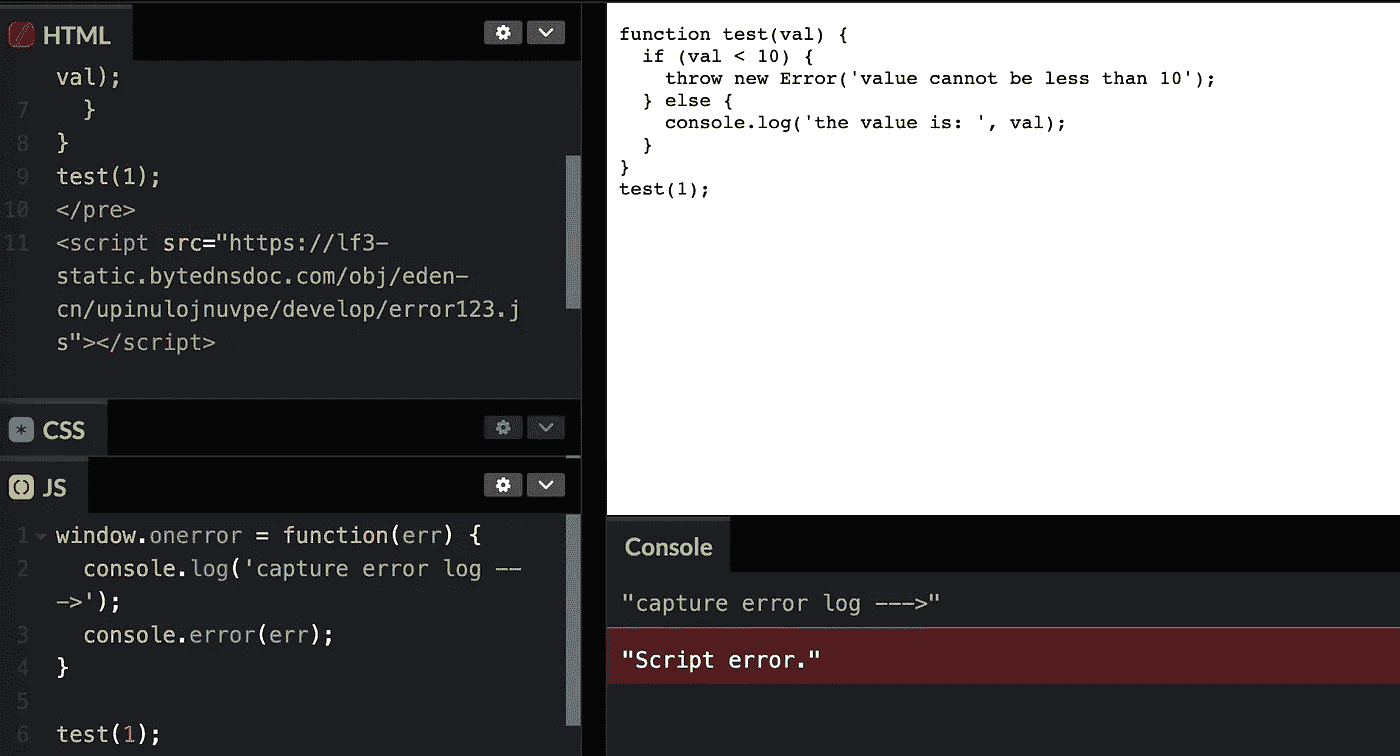 HTML
val);
7 }
8 }
9 test(1);
10 </pre>
11 <script src="https://lf3-
static.bytednsdoc.com/obj/eden-
cn/upinulojnuvpe/develop/error123.j
s"></script>
CSS
JS
1 window.onerror = function(err) {
2 console.log('capture error log --
->');
3 console.error(err);
4 }
5
6 test(1);
function test(val) {
if (val < 10) {
throw new Error('value cannot be less than 10');
} else {
console.log('the value is: ', val);
}
}
test(1);
Console
"capture error log --->"
"Script error."